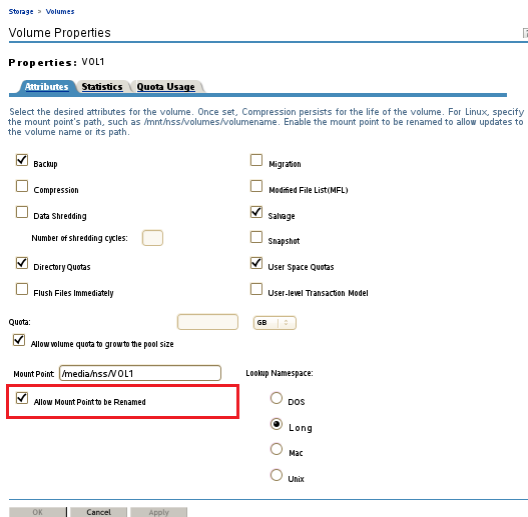 Storage > Volumes
Volume Properties
Properties: VOL1
Attributes Statistics Quota Usage
Select the desired attributes for the volume. Once set, Compression persists for the life of the volume. For Linux, specify
the mount point's path, such as /mnt/nss/volumes/volumename. Enable the mount point to be renamed to allow updates to
the volume name or its path.
Backup Migration
Compression Modified File List(MFL)
Data Shredding Salvage
Number of shredding cycles: Snapshot
Directory Quotas User Space Quotas
Flush Files Immediately User-level Transaction Model
Quota: GB
Allow volume quota to grow to the pool size
Mount Point: /media/nss/VOL1 Lookup Namespace:
Allow Mount Point to be Renamed DOS
Long
Mac
Unix
OK Cancel Apply